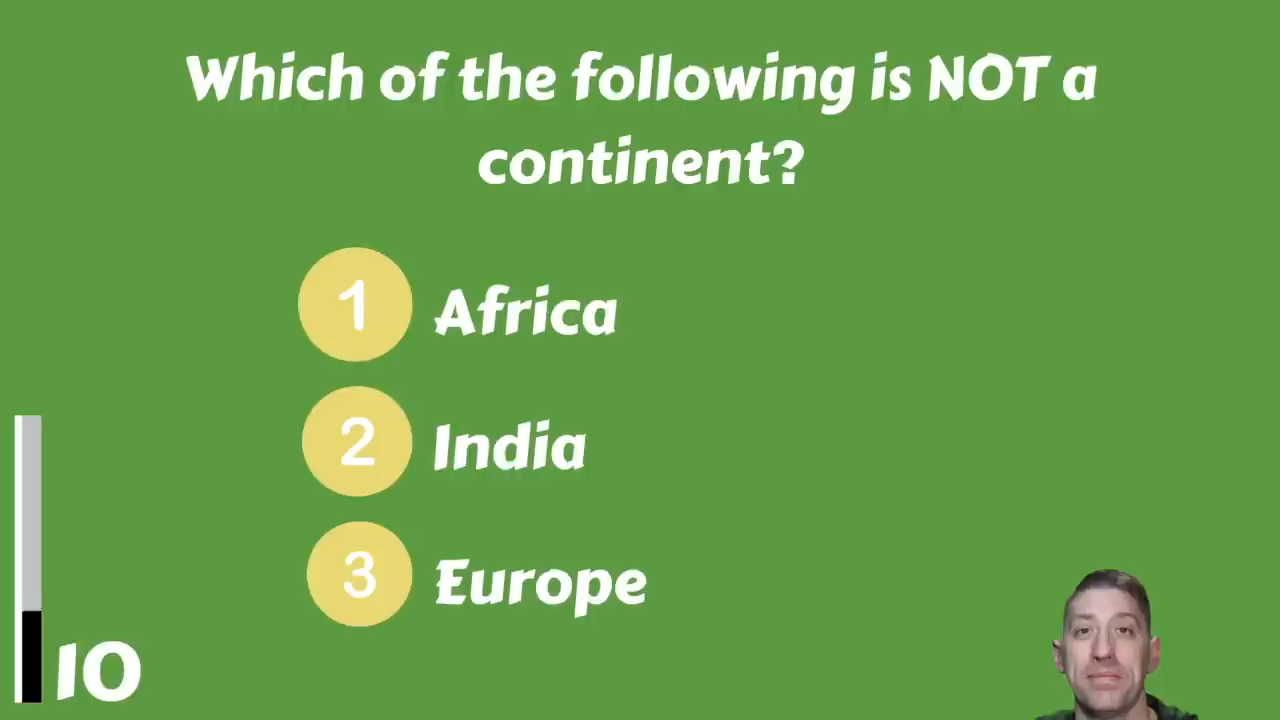 Which of the following is NOT a
continent?
1 Africa
2 India
3 Europe
10